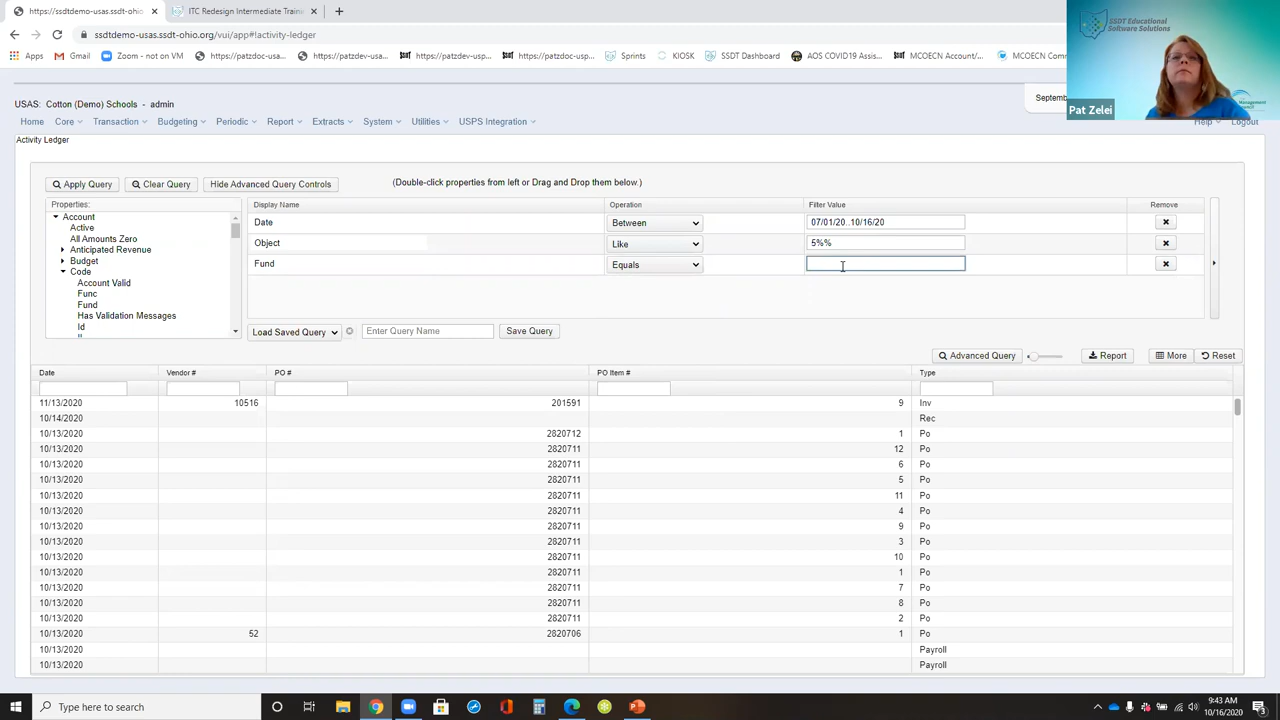 https://ssdtdemo-usas.ssdt-ohio.org/
ITC Redesign Intermediate Traini
ssdtdemo-usas.ssdt-ohio.org/vui/app#!activity-ledger
Apps
Gmail
Zoom - not on VM
https://patzdoc-usa...
https://patzdev-usa...
https://patzdev-usp...
https://patzdoc-usp...
Sprints
KIOSK
SSDT Dashboard
AOS COVID19 Assis...
MCOECN Account/...
MCOECN Comm
SSDT Educational
Software Solutions
Management
Council
Pat Zelei
USAS: Cotton (Demo) Schools - admin
Septem
Home
Core
Transaction
Budgeting
Periodic
Report
Extracts
System
Utilities
USPS Integration
Help
Logout
Activity Ledger
Apply Query
Clear Query
Hide Advanced Query Controls
(Double-click properties from left or Drag and Drop them below.)
Properties:
Account
Active
All Amounts Zero
Anticipated Revenue
Budget
Code
Account Valid
Func
Fund
Has Validation Messages
Id
Display Name Operation Filter Value Remove
Date Between 07/01/20..10/16/20
Object Like 5%%
Fund Equals
Load Saved Query
Enter Query Name
Save Query
Advanced Query
Report
More
Reset
Date Vendor # PO # PO Item # Type
11/13/2020 10516 201591 9 Inv
10/14/2020 Rec
10/13/2020 2820712 1 Po
10/13/2020 2820711 12 Po
10/13/2020 2820711 6 Po
10/13/2020 2820711 5 Po
10/13/2020 2820711 11 Po
10/13/2020 2820711 4 Po
10/13/2020 2820711 9 Po
10/13/2020 2820711 3 Po
10/13/2020 2820711 10 Po
10/13/2020 2820711 1 Po
10/13/2020 2820711 7 Po
10/13/2020 2820711 8 Po
10/13/2020 2820711 2 Po
10/13/2020 52 2820706 1 Po
10/13/2020 Payroll
10/13/2020 Payroll
Type here to search
9:43 AM
10/16/2020
3